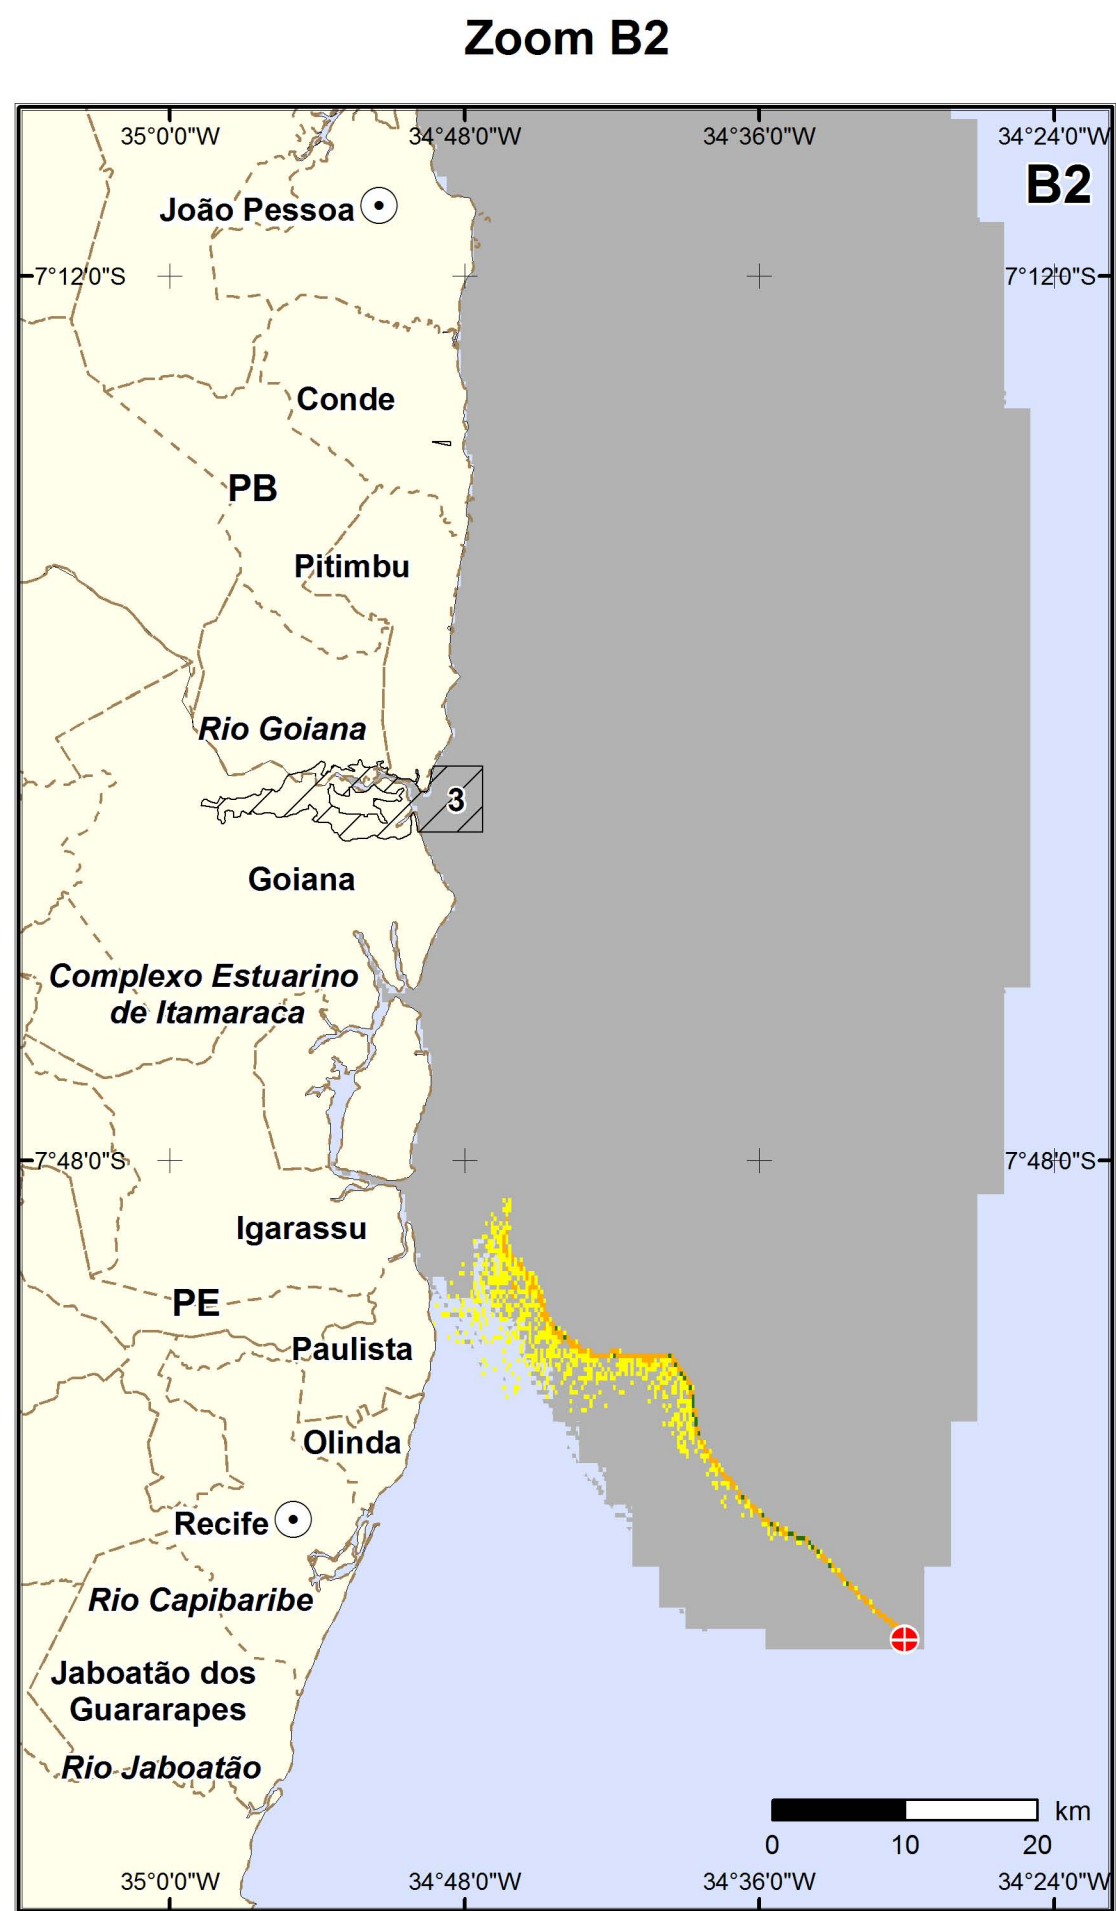 Zoom B2
35°0'0"W
34°48'0"W
34°36'0"W
34°24'0"W
B2
João Pessoa
7°12'0"S
7°12'0"S
Conde
PB
Pitimbu
Rio Goiana
3
Goiana
Complexo Estuarino
de Itamaraca
7°48'0"S
7°48'0"S
Igarassu
PE
Paulista
Olinda
Recife
Rio Capibaribe
Jaboatão dos
Guararapes
Rio Jaboatão
km
0
10
20
35°0'0"W
34°48'0"W
34°36'0"W
34°24'0"W